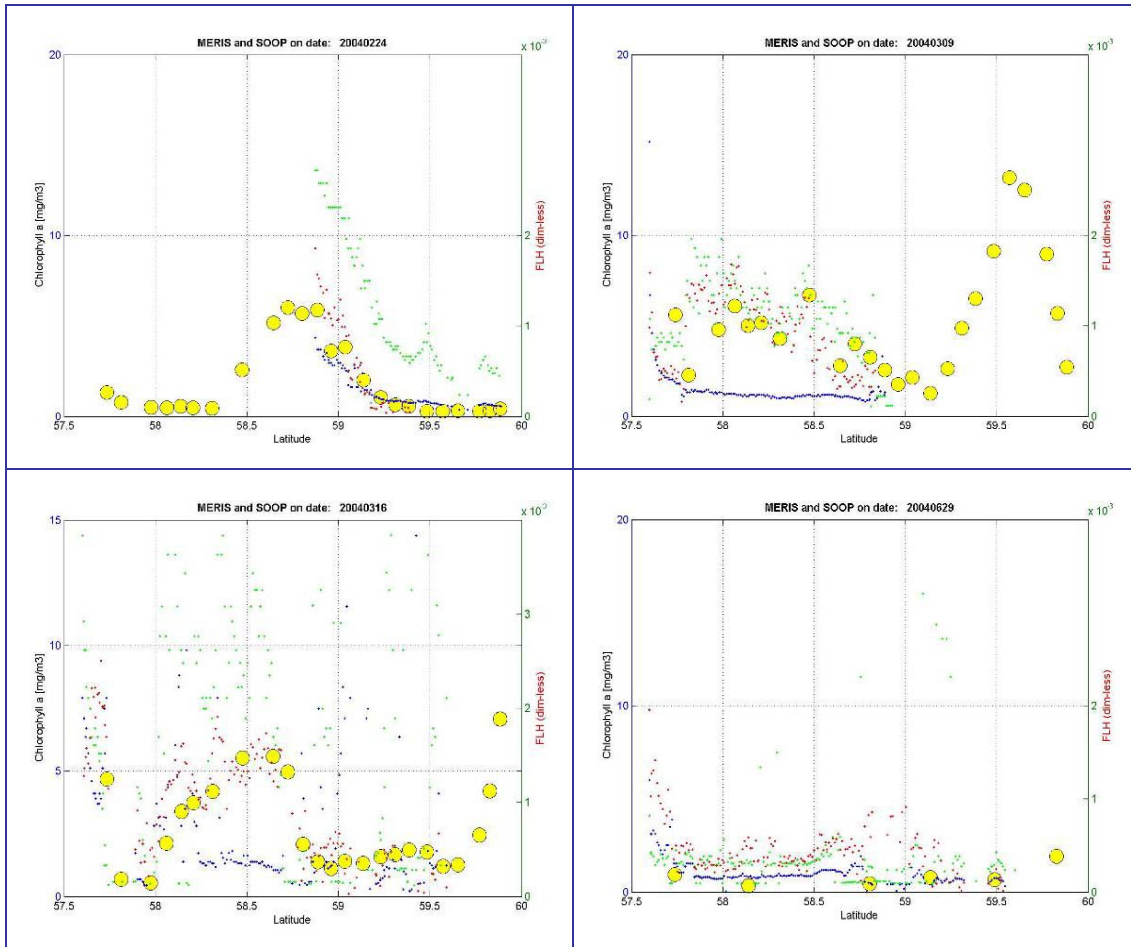 MERIS and SOOP on date: 20040224
x 10⁻³
20
10
0
Chlorophyll a [mg/m3]
2
1
0
FLH (dim-less)
57.5 58 58.5 59 59.5 60
Latitude
MERIS and SOOP on date: 20040309
x 10⁻³
20
10
0
Chlorophyll a [mg/m3]
2
1
0
FLH (dim-less)
57.5 58 58.5 59 59.5 60
Latitude
MERIS and SOOP on date: 20040316
x 10⁻³
15
10
5
0
Chlorophyll a [mg/m3]
3
2
1
0
FLH (dim-less)
57.5 58 58.5 59 59.5 60
Latitude
MERIS and SOOP on date: 20040629
x 10⁻³
20
10
0
Chlorophyll a [mg/m3]
2
1
0
FLH (dim-less)
57.5 58 58.5 59 59.5 60
Latitude